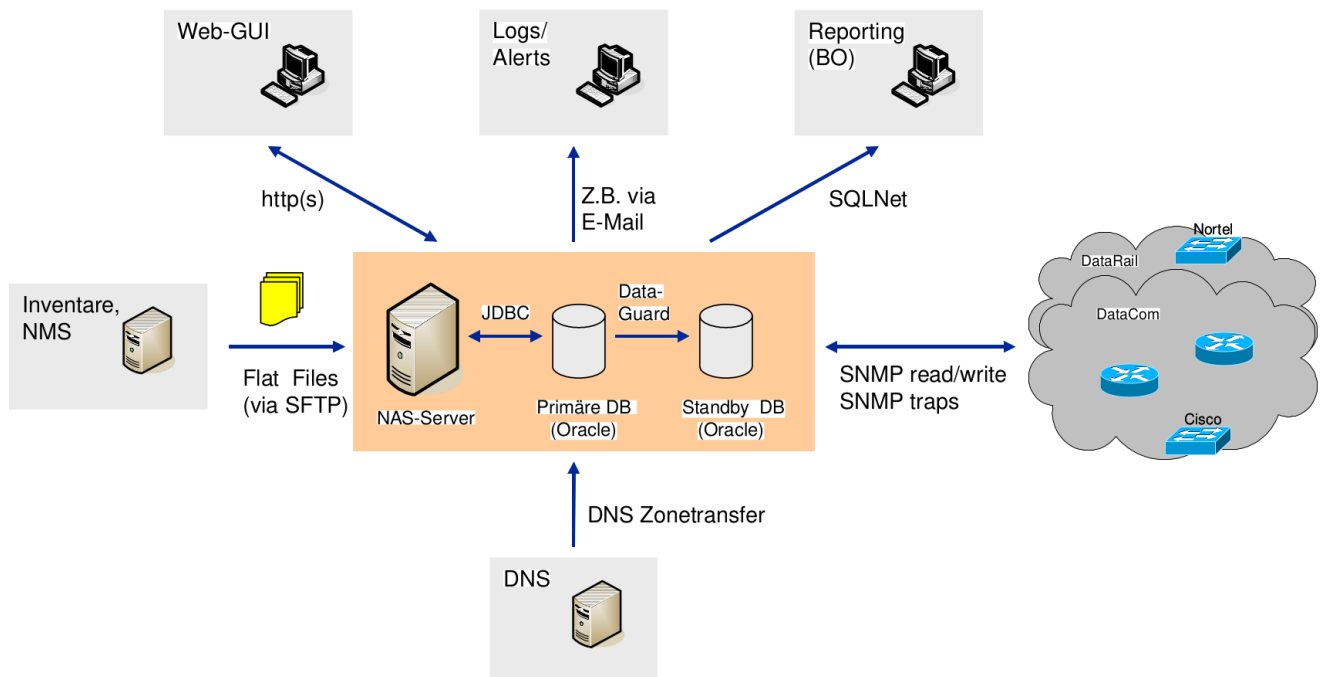 Web-GUI
Logs/
Alerts
Reporting
(BO)
http(s)
Z.B. via
E-Mail
SQLNet
Inventare,
NMS
Flat Files
(via SFTP)
NAS-Server
JDBC
Primäre DB
(Oracle)
Data-
Guard
Standby DB
(Oracle)
SNMP read/write
SNMP traps
Nortel
DataRail
DataCom
Cisco
DNS Zonetransfer
DNS